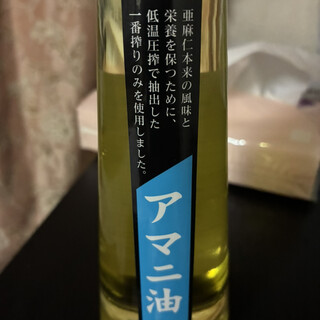 亜麻仁本来の風味と
栄養を保つために、
低温圧搾で抽出した
一番搾りのみを使用しました。
アマニ油